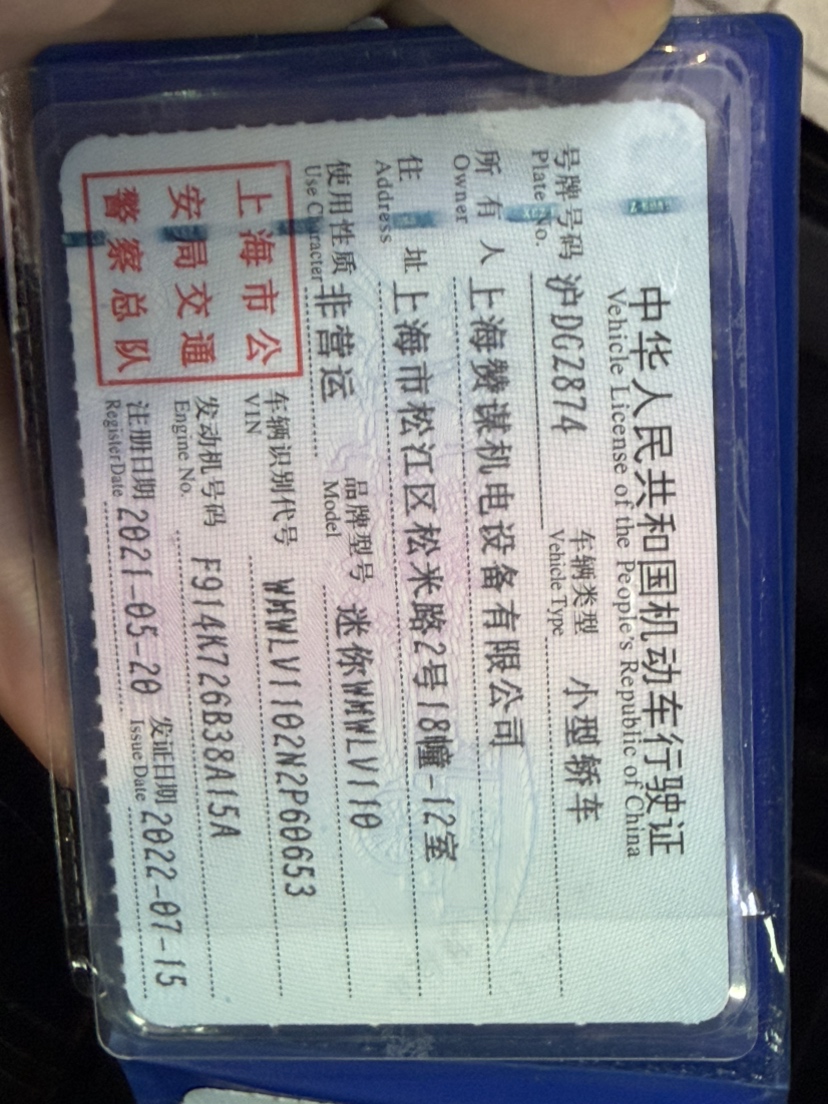 中华人民共和国机动车行驶证
Vehicle License of the People's Republic of China
号牌号码 沪DGZ874 车辆类型 小型轿车
Plate No. Vehicle Type
所有人 上海赞谋机电设备有限公司
Owner
住址 上海市松江区松米路2号18幢-12室
Address
使用性质 非营运 品牌型号 迷你WMWLV110
Use Character Model
上海市公安局交通警察总队
车辆识别代号 WMWLV1102N2P60653
VIN
发动机号码 F914K726B38A15A
Engine No.
注册日期 2021-05-20 发证日期 2022-07-15
Register Date Issue Date